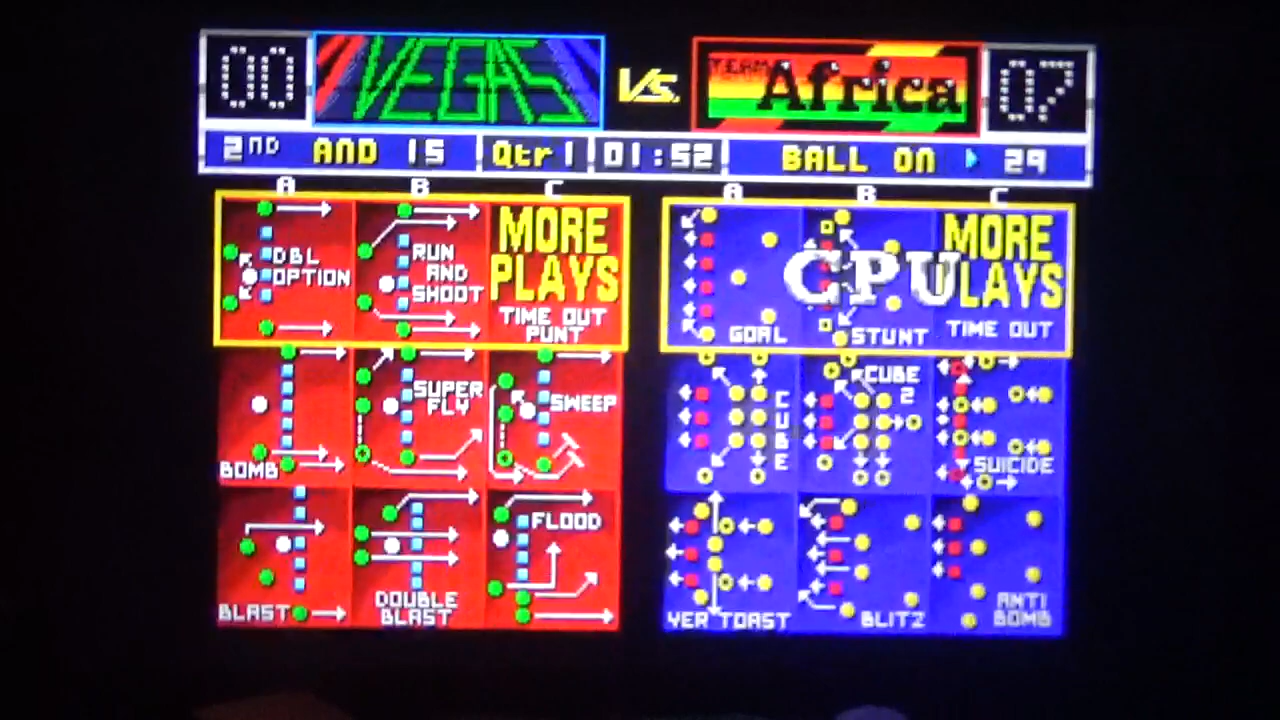 00 VEGAS VS. TEAM Africa 07
2ND AND 15 Qtr 1 01:52 BALL ON 29
A B C A B C
DBL OPTION
RUN AND SHOOT
MORE PLAYS
TIME OUT
PUNT
GOAL
STUNT
CPU
MORE PLAYS
TIME OUT
BOMB
SUPER FLY
SWEEP
CUBE
CUBE 2
SUICIDE
BLAST
DOUBLE BLAST
FLOOD
YER TOAST
BLITZ
ANTI BOMB